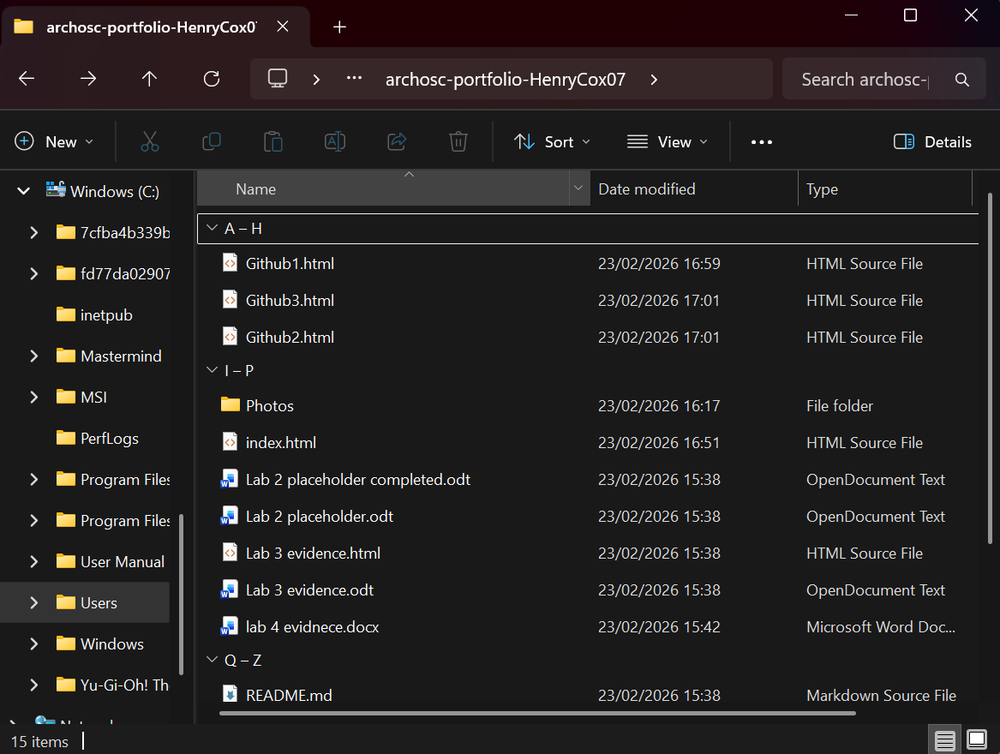 archosc-portfolio-HenryCox0
archosc-portfolio-HenryCox07
Search archosc-p
New
Sort
View
Details
Name
Date modified
Type
Windows (C:)
7cfba4b339b
fd77da02907
inetpub
Mastermind
MSI
PerfLogs
Program Files
Program Files
User Manual
Users
Windows
Yu-Gi-Oh! Th
A – H
Github1.html 23/02/2026 16:59 HTML Source File
Github3.html 23/02/2026 17:01 HTML Source File
Github2.html 23/02/2026 17:01 HTML Source File
I – P
Photos 23/02/2026 16:17 File folder
index.html 23/02/2026 16:51 HTML Source File
Lab 2 placeholder completed.odt 23/02/2026 15:38 OpenDocument Text
Lab 2 placeholder.odt 23/02/2026 15:38 OpenDocument Text
Lab 3 evidence.html 23/02/2026 15:38 HTML Source File
Lab 3 evidence.odt 23/02/2026 15:38 OpenDocument Text
lab 4 evidnece.docx 23/02/2026 15:42 Microsoft Word Doc...
Q – Z
README.md 23/02/2026 15:38 Markdown Source File
15 items